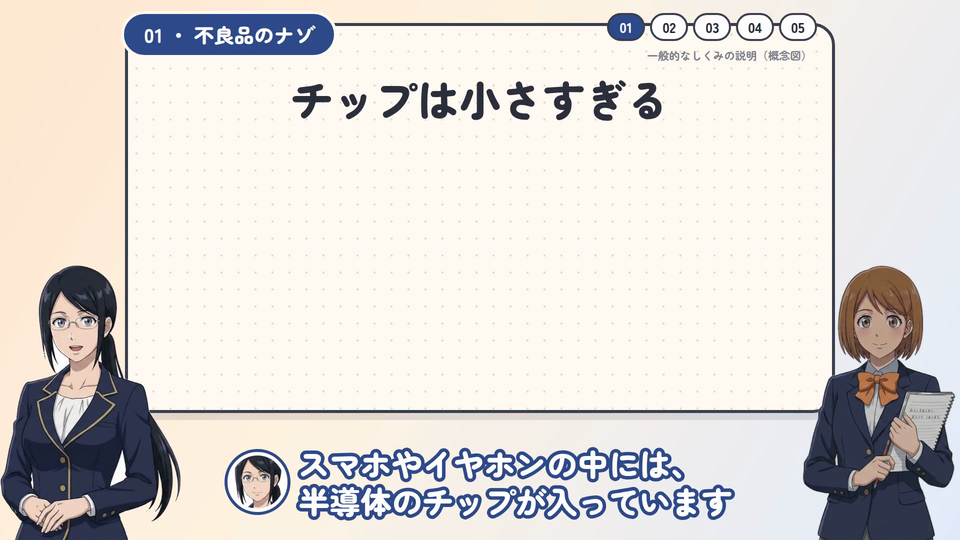 01 ・ 不良品のナゾ
01 02 03 04 05
一般的なしくみの説明（概念図）
チップは小さすぎる
スマホやイヤホンの中には、
半導体のチップが入っています